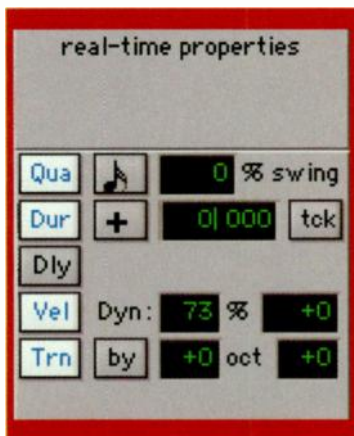 real-time properties
Qua 0 % swing
Dur + 0| 000 tck
Dly
Vel Dyn: 73 % +0
Trn by +0 oct +0